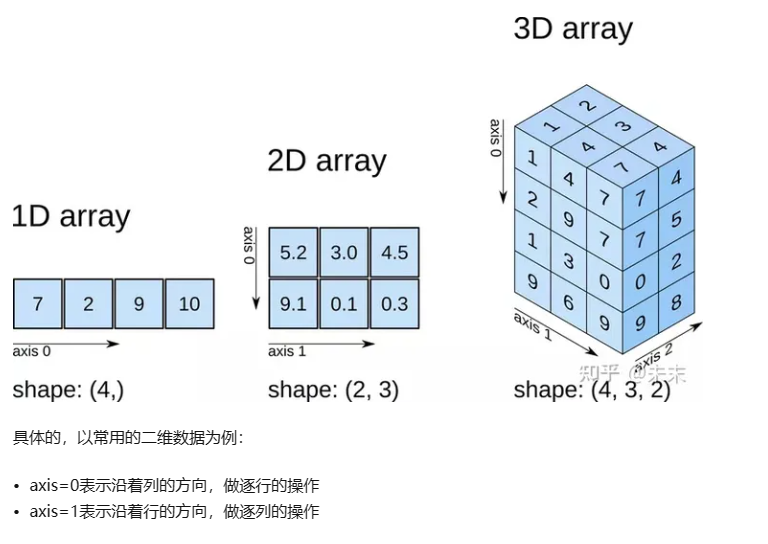 3D array
2D array
1D array
axis 0
axis 0
2
1
3
4
4
7
1
4
7
7
4
2
9
7
7
5
1
3
0
0
2
9
6
9
9
8
5.2 3.0 4.5
9.1 0.1 0.3
7 2 9 10
axis 0
axis 1
axis 1
axis 2
知乎 @未未
shape: (4,)
shape: (2, 3)
shape: (4, 3, 2)
具体的，以常用的二维数据为例：
• axis=0表示沿着列的方向，做逐行的操作
• axis=1表示沿着行的方向，做逐列的操作